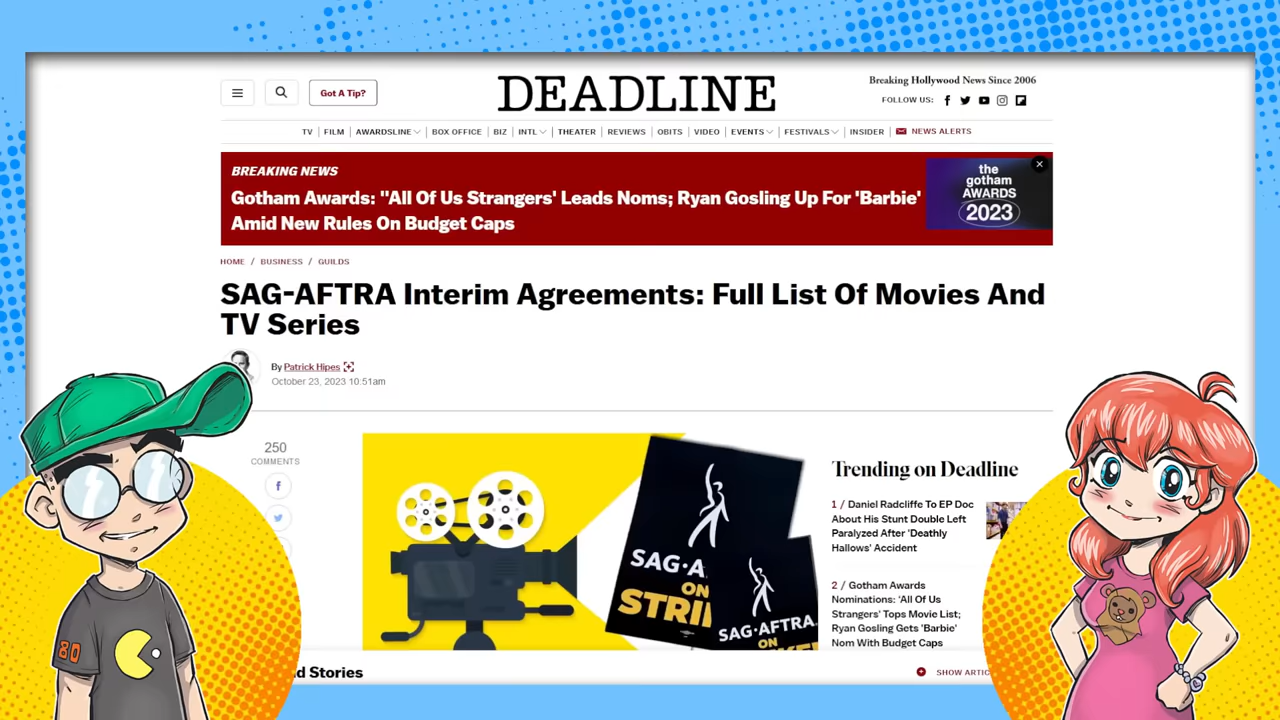 Got A Tip?
DEADLINE
Breaking Hollywood News Since 2006
FOLLOW US:
TV | FILM | AWARDSLINE | BOX OFFICE | BIZ | INTL | THEATER | REVIEWS | OBITS | VIDEO | EVENTS | FESTIVALS | INSIDER | NEWS ALERTS
BREAKING NEWS
Gotham Awards: "All Of Us Strangers' Leads Noms; Ryan Gosling Up For 'Barbie'
Amid New Rules On Budget Caps
the
gotham
AWARDS
2023
HOME / BUSINESS / GUILDS
SAG-AFTRA Interim Agreements: Full List Of Movies And
TV Series
By Patrick Hipes
October 23, 2023 10:51am
250
COMMENTS
SAG·A
ON
STRI
SAG·AFTRA
ON
Trending on Deadline
1 / Daniel Radcliffe To EP Doc
About His Stunt Double Left
Paralyzed After 'Deathly
Hallows' Accident
2 / Gotham Awards
Nominations: 'All Of Us
Strangers' Tops Movie List;
Ryan Gosling Gets 'Barbie'
Nom With Budget Caps
d Stories
SHOW ARTIC
80